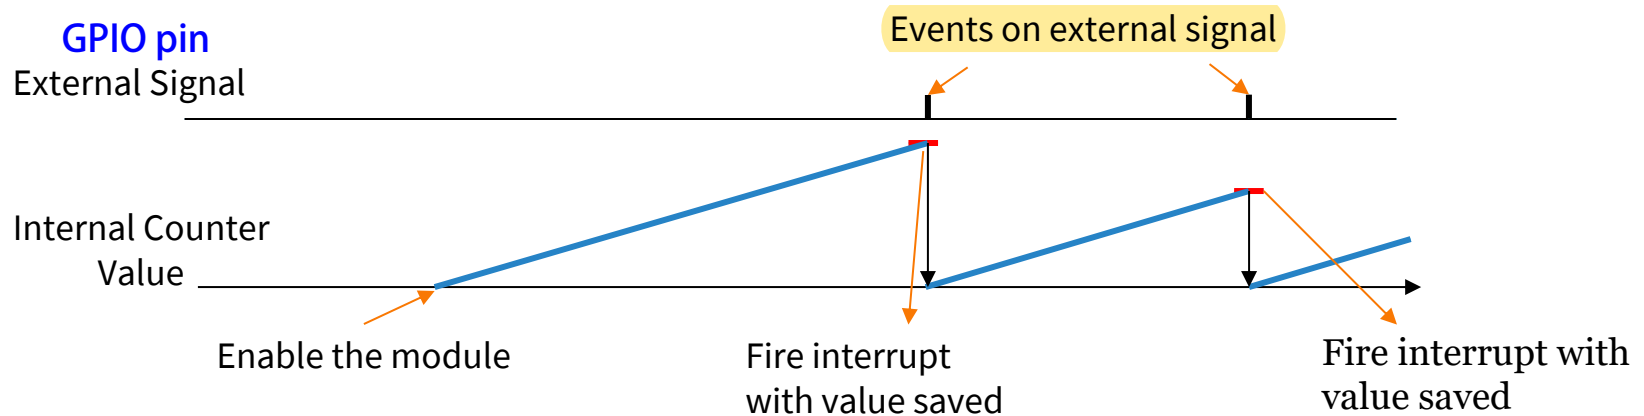 GPIO pin
External Signal
Events on external signal
Internal Counter
Value
Enable the module
Fire interrupt
with value saved
Fire interrupt with
value saved